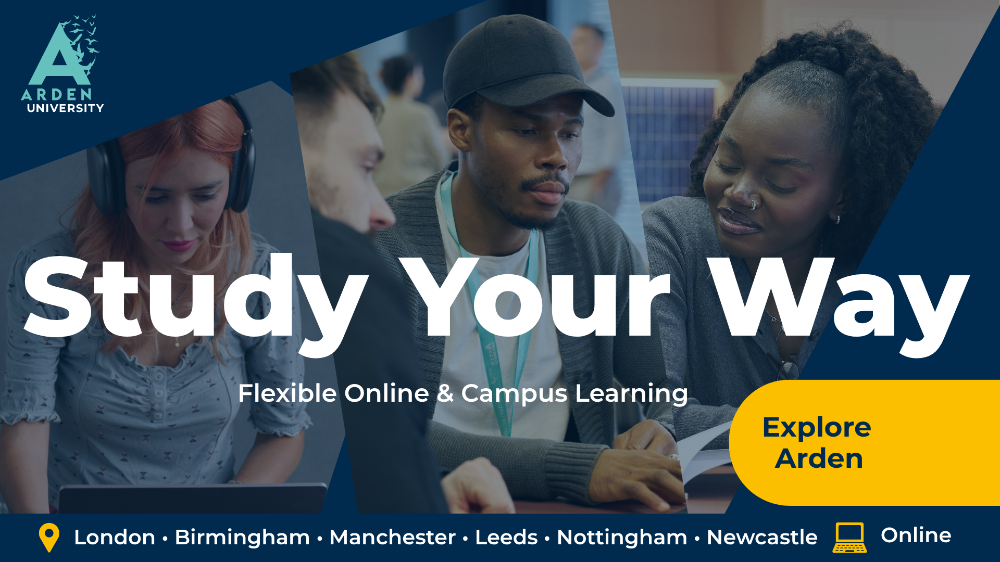 ARDEN
UNIVERSITY
Study Your Way
Flexible Online & Campus Learning
Explore
Arden
London • Birmingham • Manchester • Leeds • Nottingham • Newcastle
Online